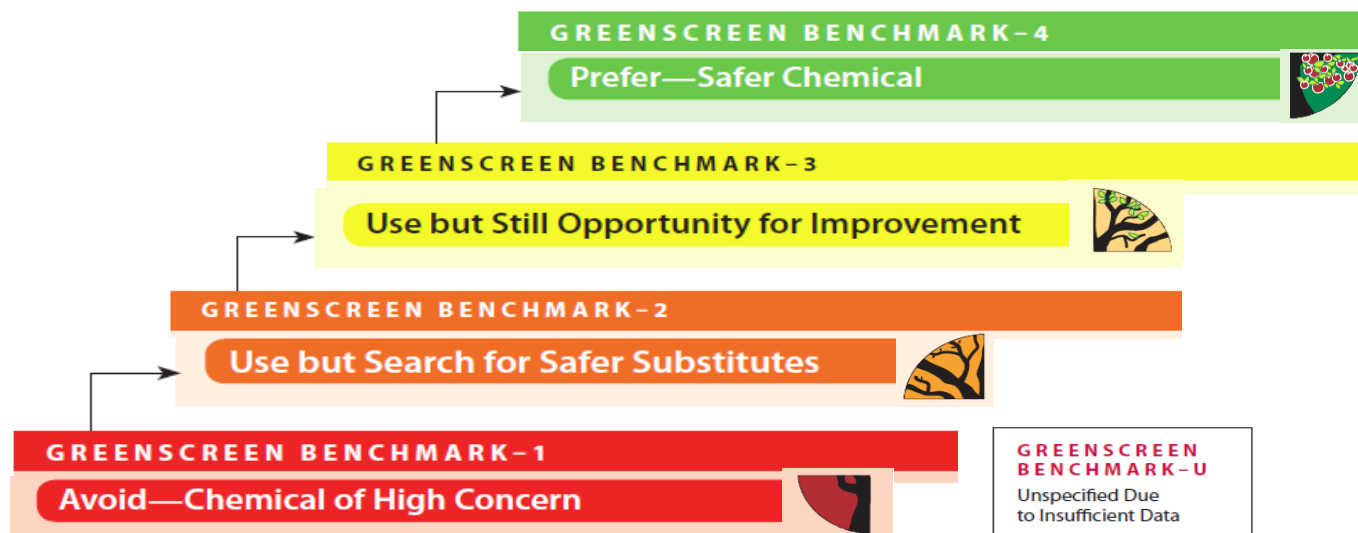 GREENSCREEN BENCHMARK–4
Prefer—Safer Chemical
GREENSCREEN BENCHMARK–3
Use but Still Opportunity for Improvement
GREENSCREEN BENCHMARK–2
Use but Search for Safer Substitutes
GREENSCREEN BENCHMARK–1
Avoid—Chemical of High Concern
GREENSCREEN
BENCHMARK–U
Unspecified Due
to Insufficient Data